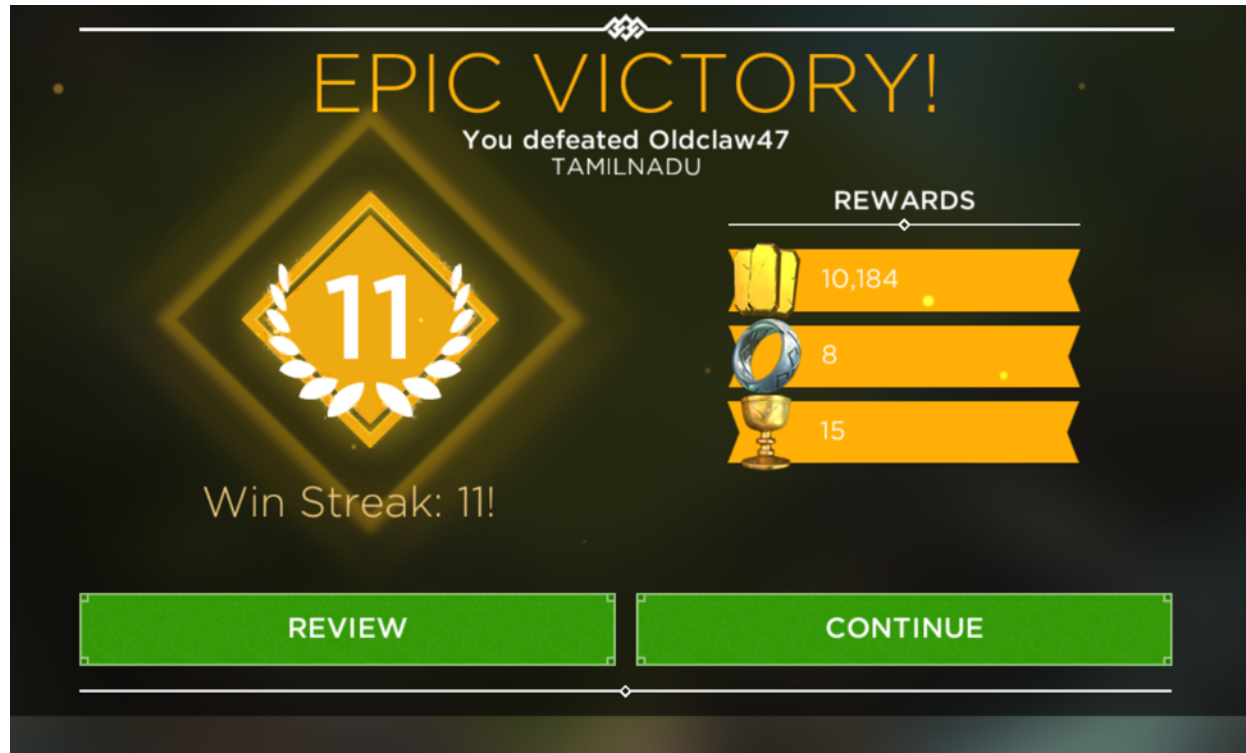 EPIC VICTORY!
You defeated Oldclaw47
TAMILNADU
11
Win Streak: 11!
REWARDS
10,184
8
15
REVIEW
CONTINUE